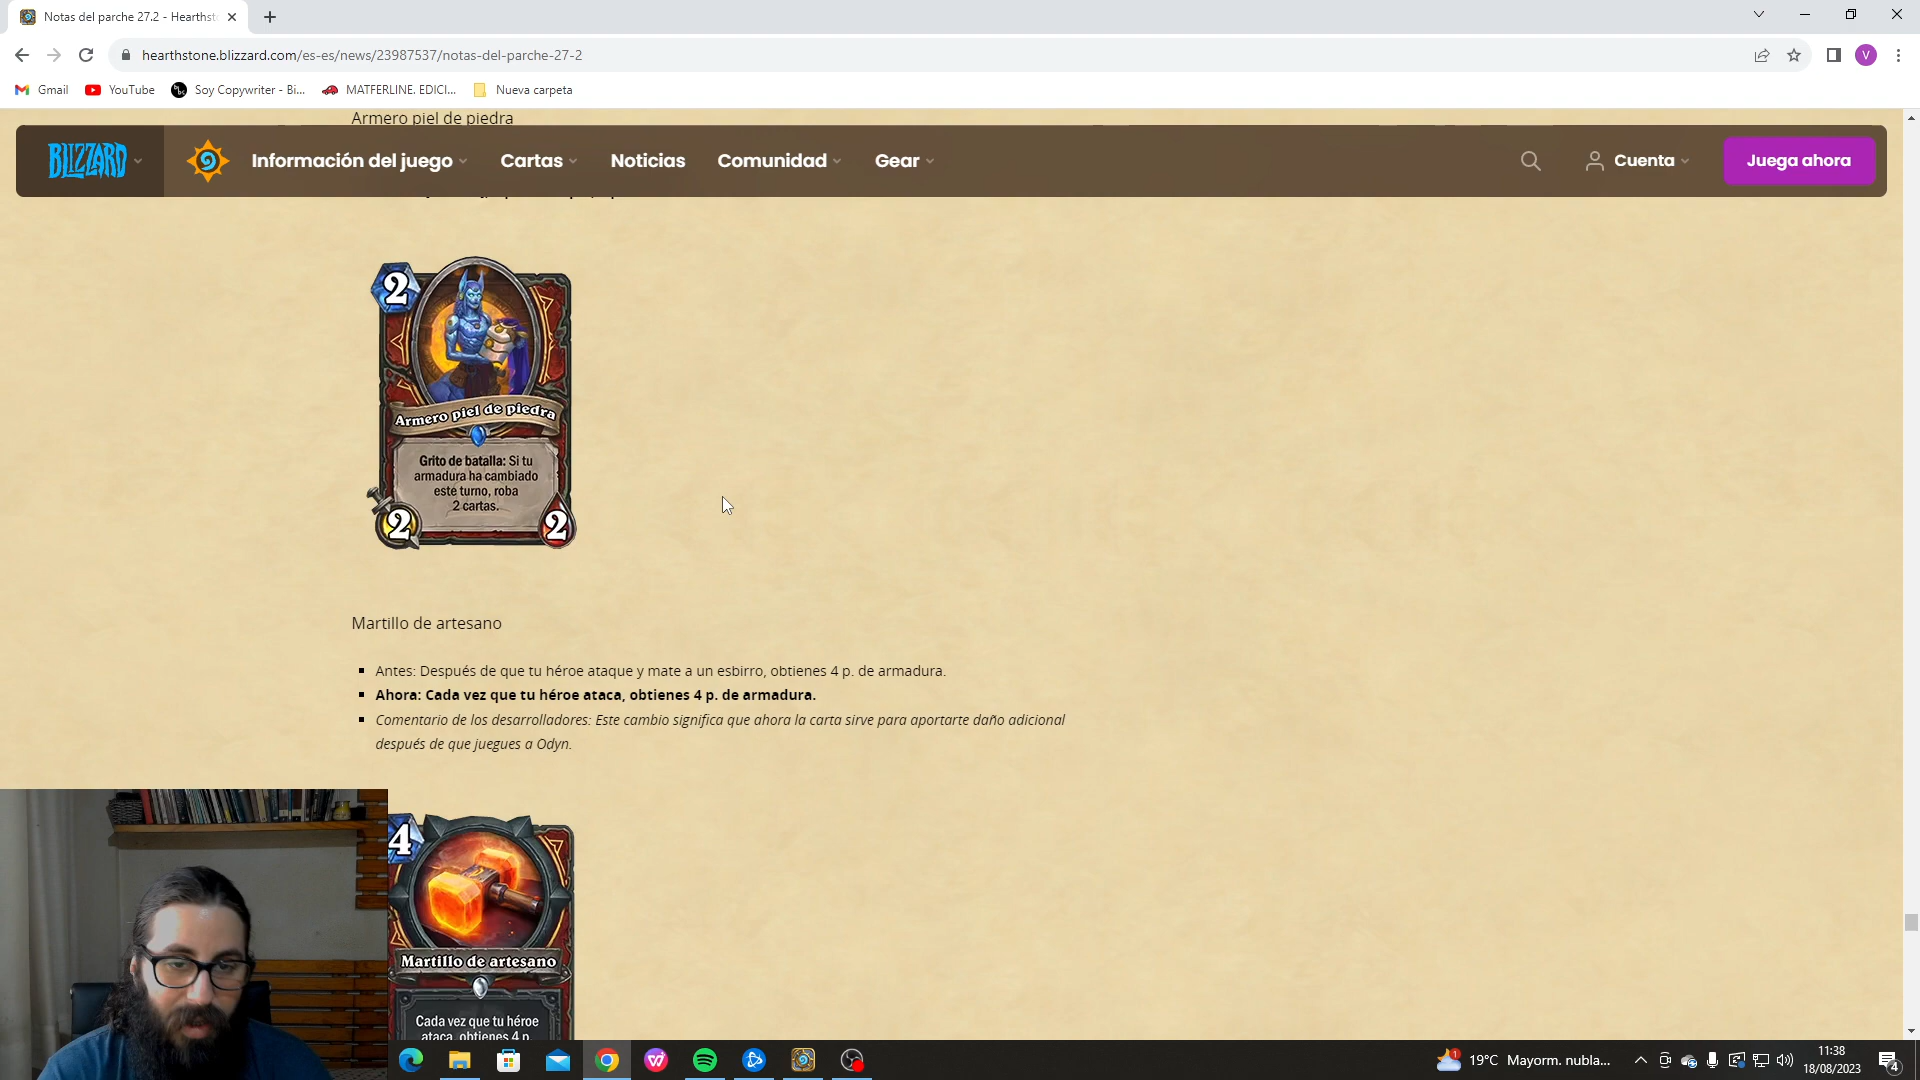 Notas del parche 27.2 - Hearthst
hearthstone.blizzard.com/es-es/news/23987537/notas-del-parche-27-2
V
Gmail
YouTube
Soy Copywriter - Bi...
MATFERLINE. EDICI...
Nueva carpeta
Armero piel de piedra
BLIZZARD
Información del juego
Cartas
Noticias
Comunidad
Gear
Cuenta
Juega ahora
2
Armero piel de piedra
Grito de batalla: Si tu
armadura ha cambiado
este turno, roba
2 cartas.
2
2
Martillo de artesano
Antes: Después de que tu héroe ataque y mate a un esbirro, obtienes 4 p. de armadura.
Ahora: Cada vez que tu héroe ataca, obtienes 4 p. de armadura.
Comentario de los desarrolladores: Este cambio significa que ahora la carta sirve para aportarte daño adicional
después de que juegues a Odyn.
4
Martillo de artesano
Cada vez que tu héroe
ataca, obtienes 4 p.
1
19°C Mayorm. nubla...
11:38
18/08/2023
4